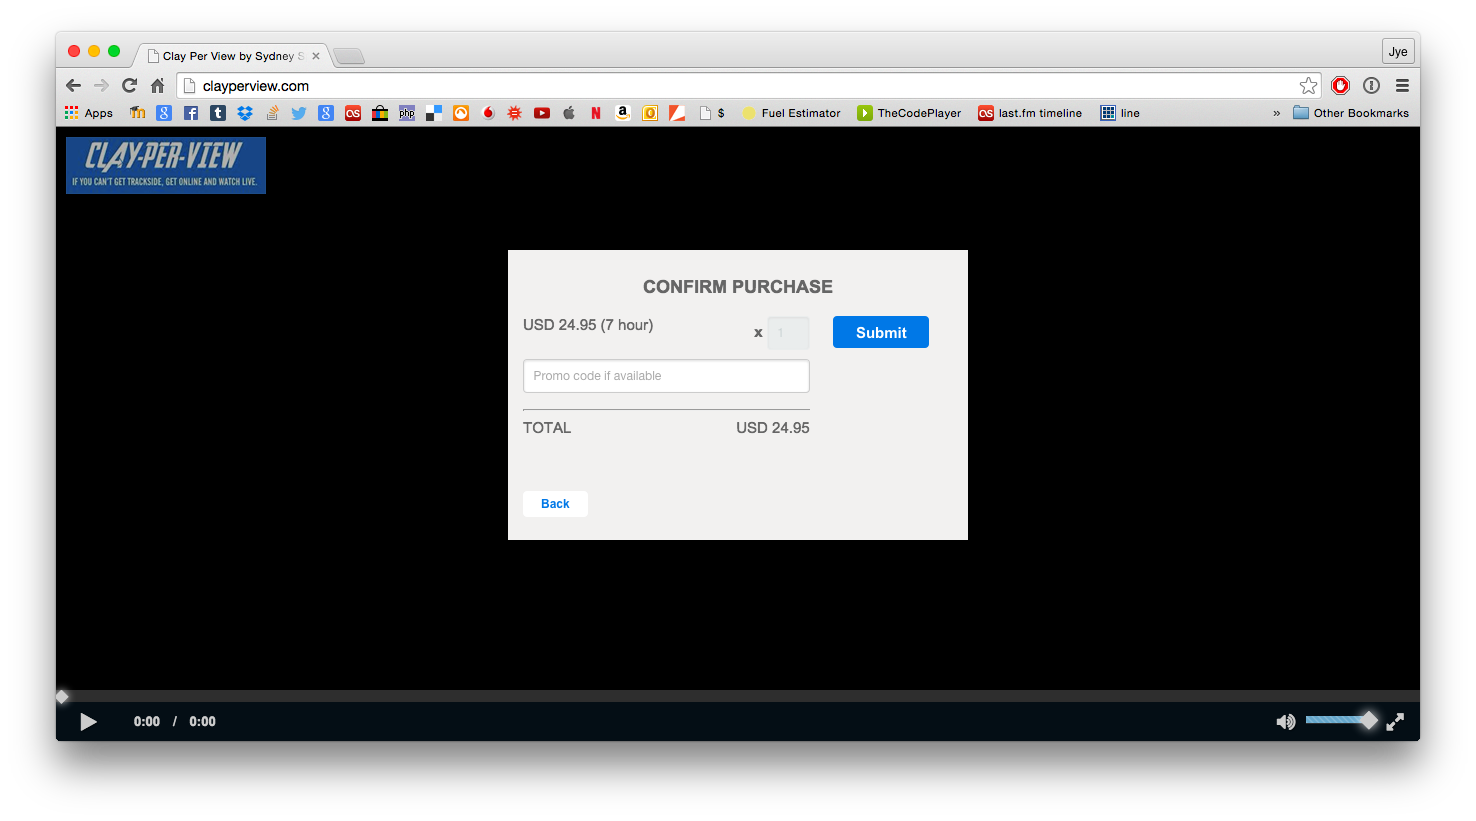 Clay Per View by Sydney S
Jye
clayperview.com
Apps
php
$
Fuel Estimator
TheCodePlayer
last.fm timeline
line
»
Other Bookmarks
CLAY-PER-VIEW
IF YOU CAN'T GET TRACKSIDE, GET ONLINE AND WATCH LIVE.
CONFIRM PURCHASE
USD 24.95 (7 hour)
x 1
Submit
Promo code if available
TOTAL
USD 24.95
Back
0:00 / 0:00